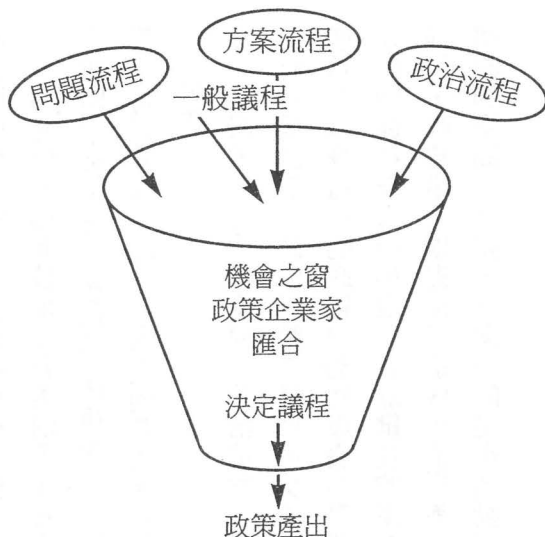 方案流程
問題流程
政治流程
一般議程
機會之窗
政策企業家
匯合
決定議程
政策產出